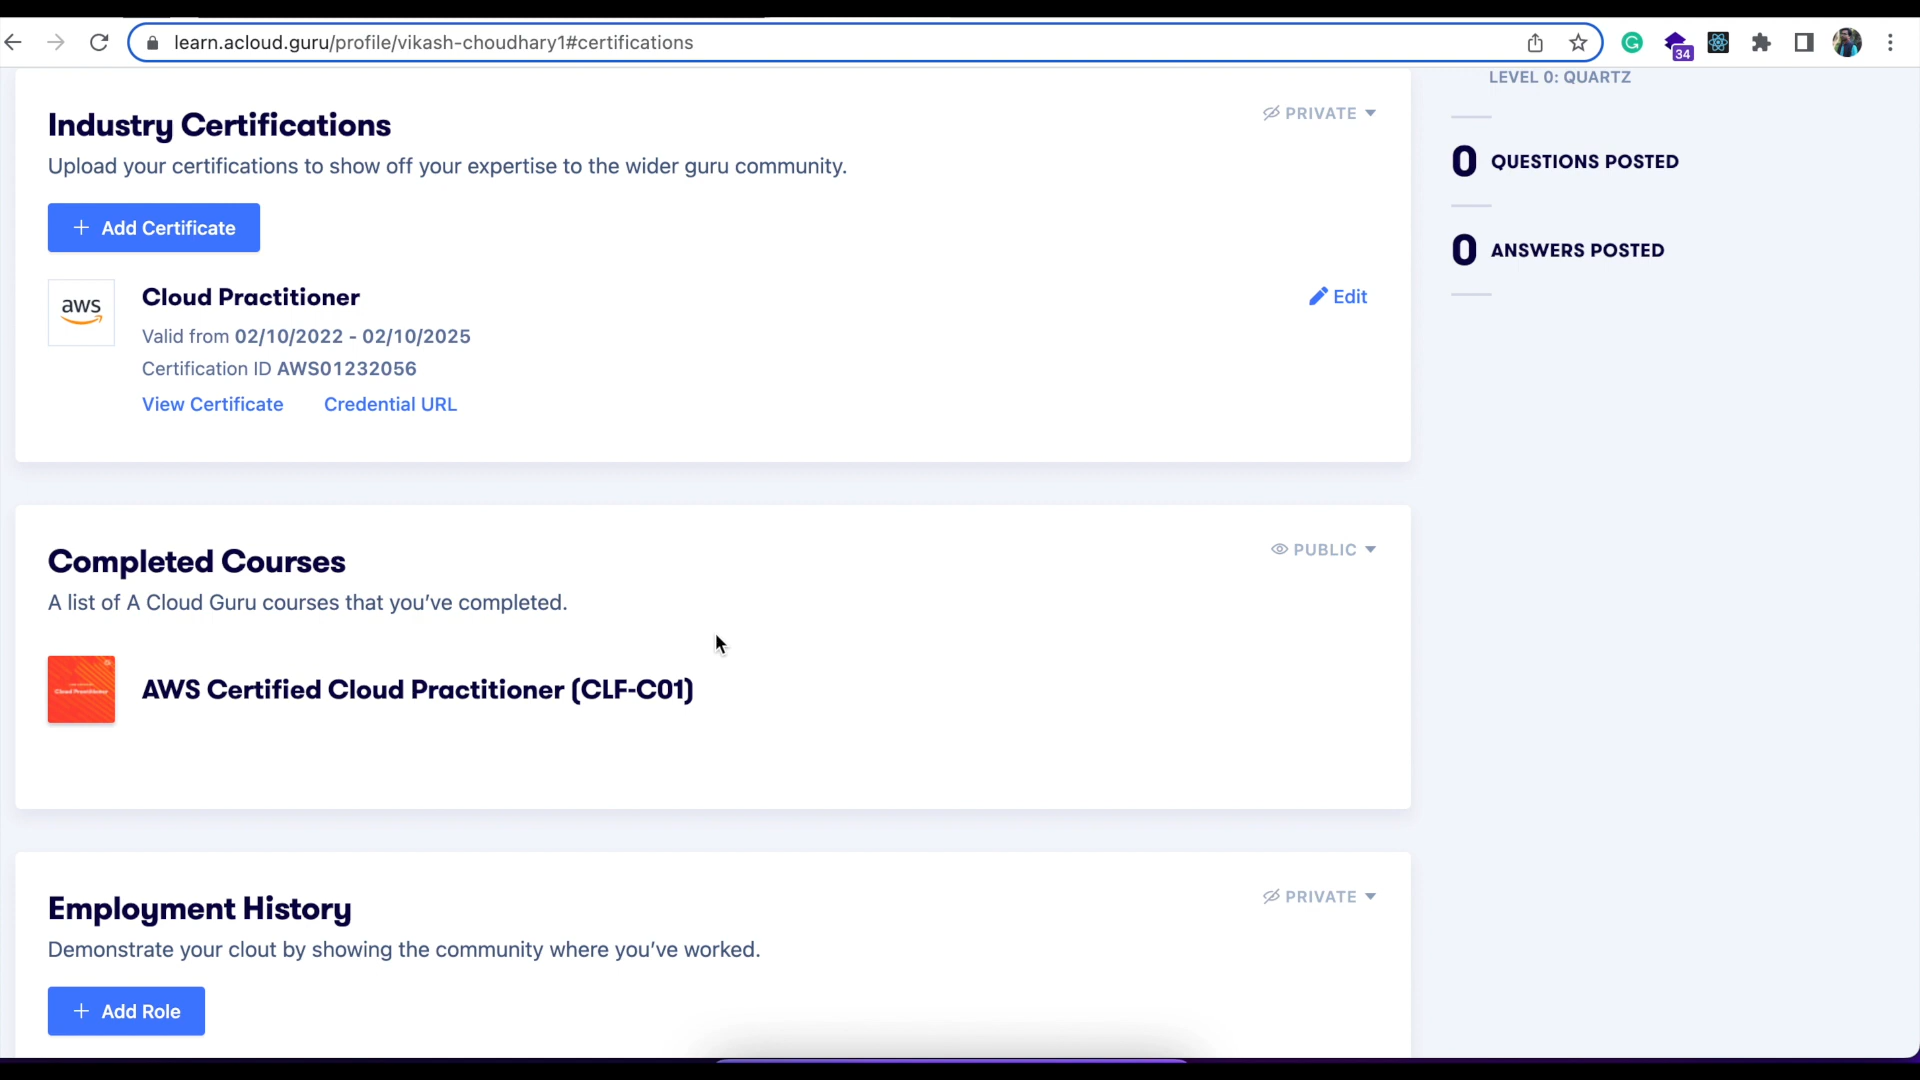 learn.acloud.guru/profile/vikash-choudhary1#certifications
34
LEVEL 0: QUARTZ
Industry Certifications
PRIVATE
Upload your certifications to show off your expertise to the wider guru community.
0 QUESTIONS POSTED
+ Add Certificate
0 ANSWERS POSTED
aws
Cloud Practitioner
Edit
Valid from 02/10/2022 - 02/10/2025
Certification ID AWS01232056
View Certificate Credential URL
Completed Courses
PUBLIC
A list of A Cloud Guru courses that you’ve completed.
Cloud Practitioner
AWS Certified Cloud Practitioner (CLF-C01)
Employment History
PRIVATE
Demonstrate your clout by showing the community where you’ve worked.
+ Add Role